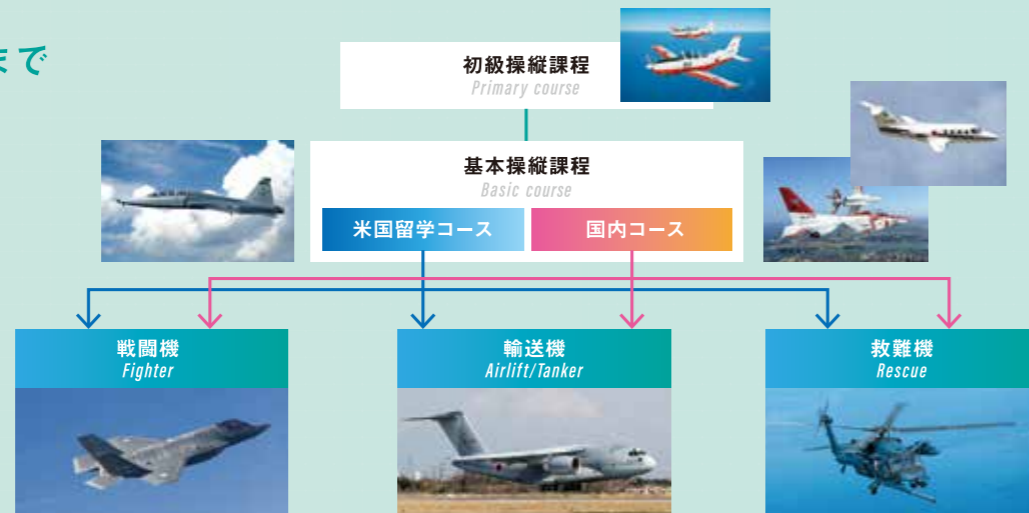 まで
初級操縦課程
Primary course
基本操縦課程
Basic course
米国留学コース
国内コース
戦闘機
Fighter
輸送機
Airlift/Tanker
救難機
Rescue